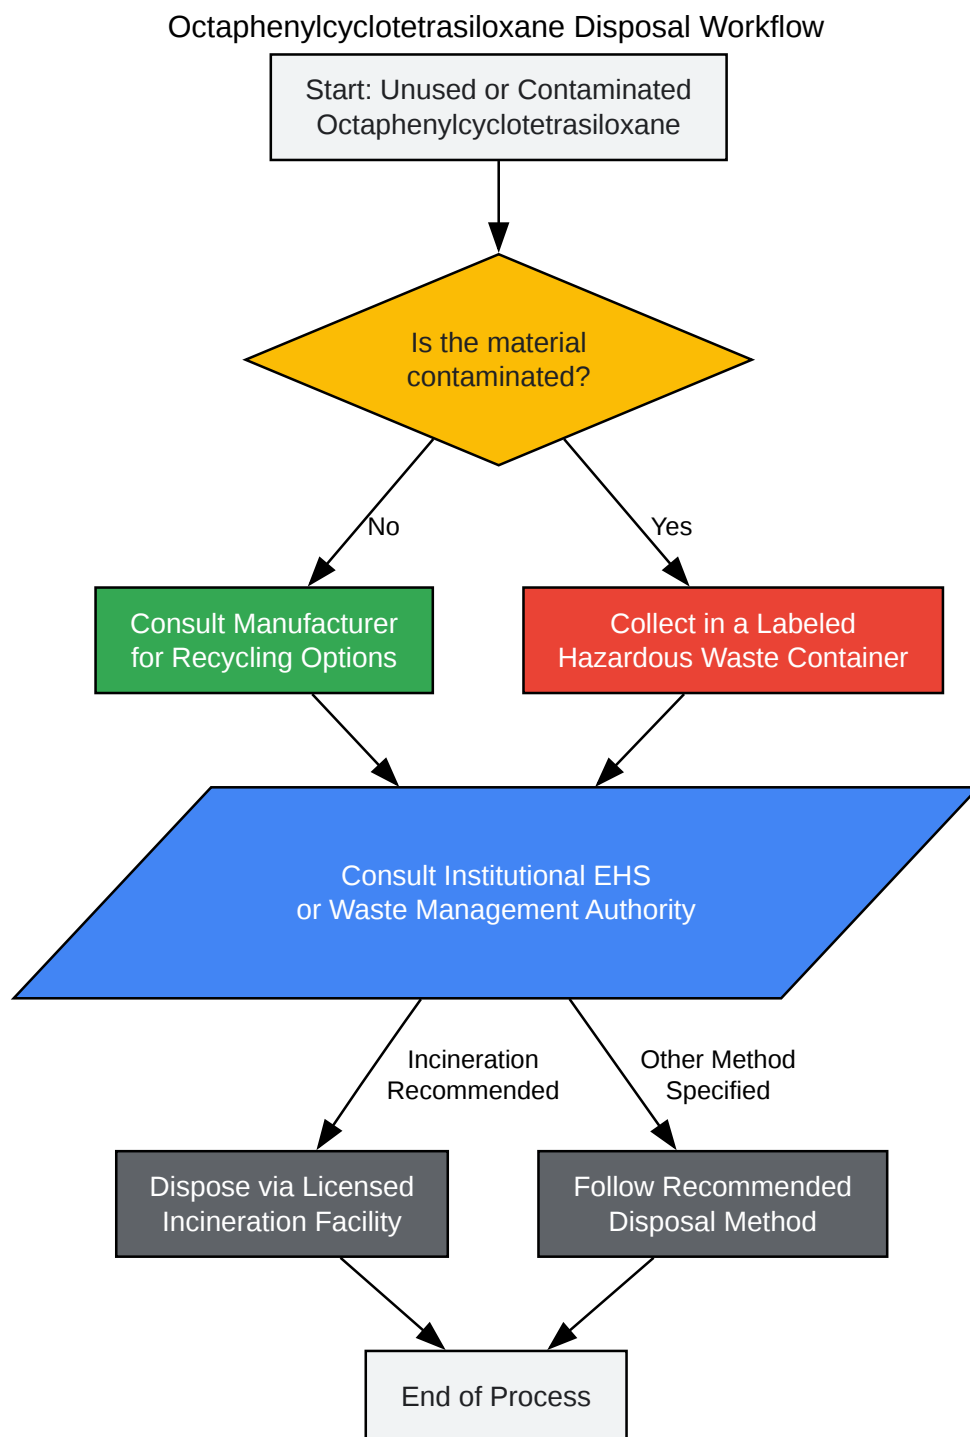 Octaphenylcyclotetrasiloxane Disposal Workflow
Start: Unused or Contaminated
Octaphenylcyclotetrasiloxane
Is the material
contaminated?
No
Yes
Consult Manufacturer
for Recycling Options
Collect in a Labeled
Hazardous Waste Container
Consult Institutional EHS
or Waste Management Authority
Incineration
Recommended
Other Method
Specified
Dispose via Licensed
Incineration Facility
Follow Recommended
Disposal Method
End of Process